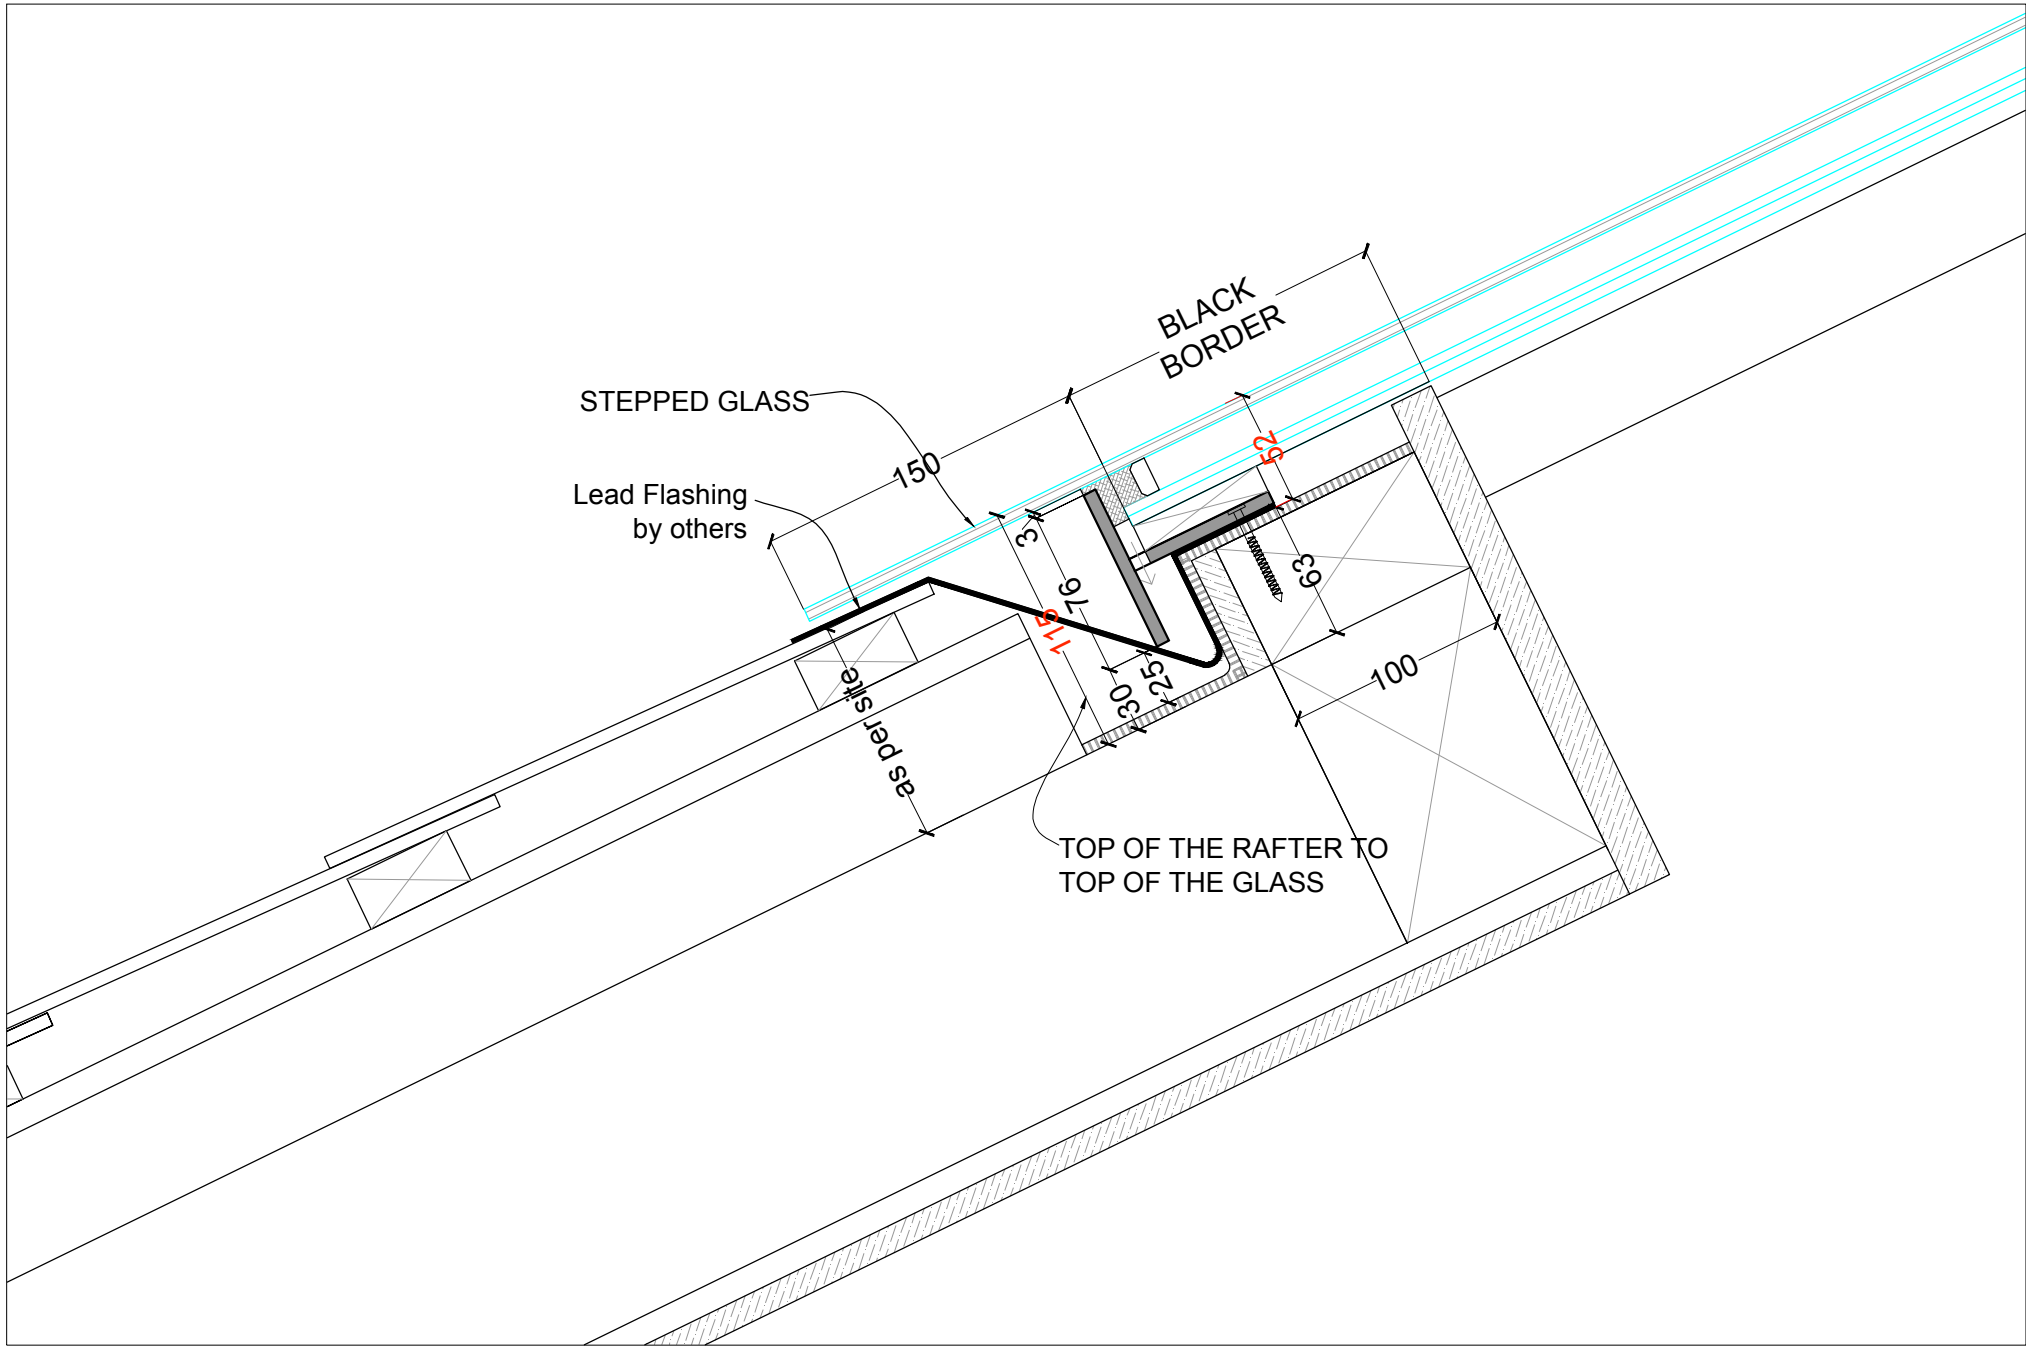 BLACK
BORDER
STEPPED GLASS
150
52
Lead Flashing
by others
3
63
76
115
25
30
100
as per site
TOP OF THE RAFTER TO
TOP OF THE GLASS